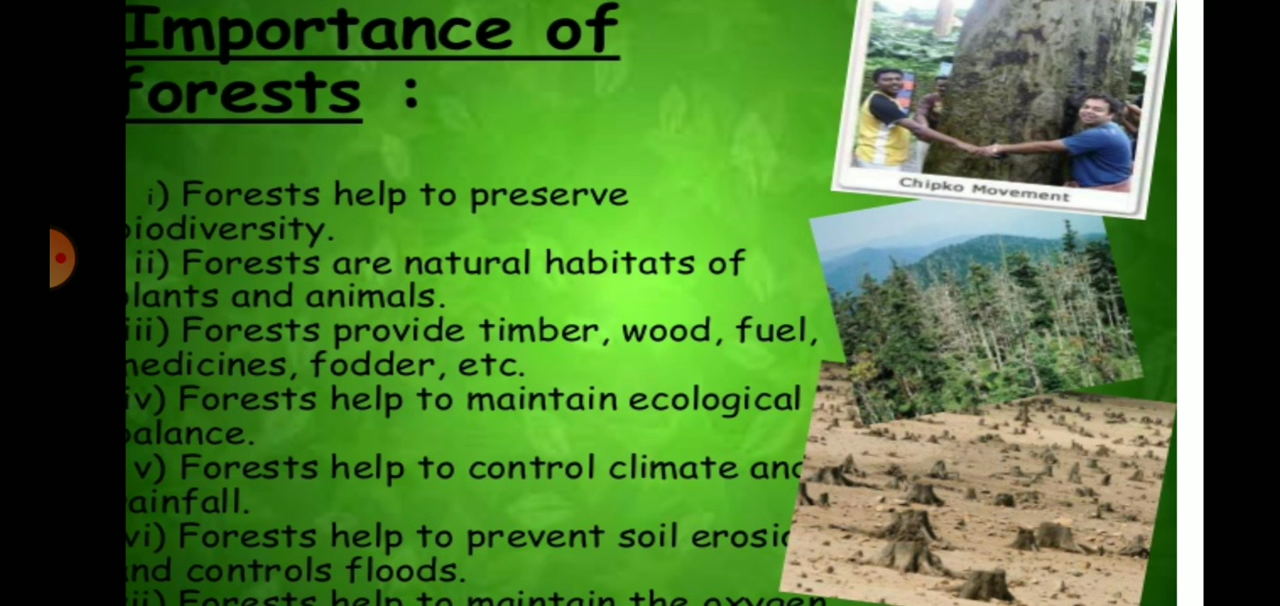 Importance of
forests :
i) Forests help to preserve
biodiversity.
ii) Forests are natural habitats of
plants and animals.
iii) Forests provide timber, wood, fuel,
medicines, fodder, etc.
iv) Forests help to maintain ecological
balance.
v) Forests help to control climate and
rainfall.
vi) Forests help to prevent soil erosion
and controls floods.
vii) Forests help to maintain the oxygen
Chipko Movement